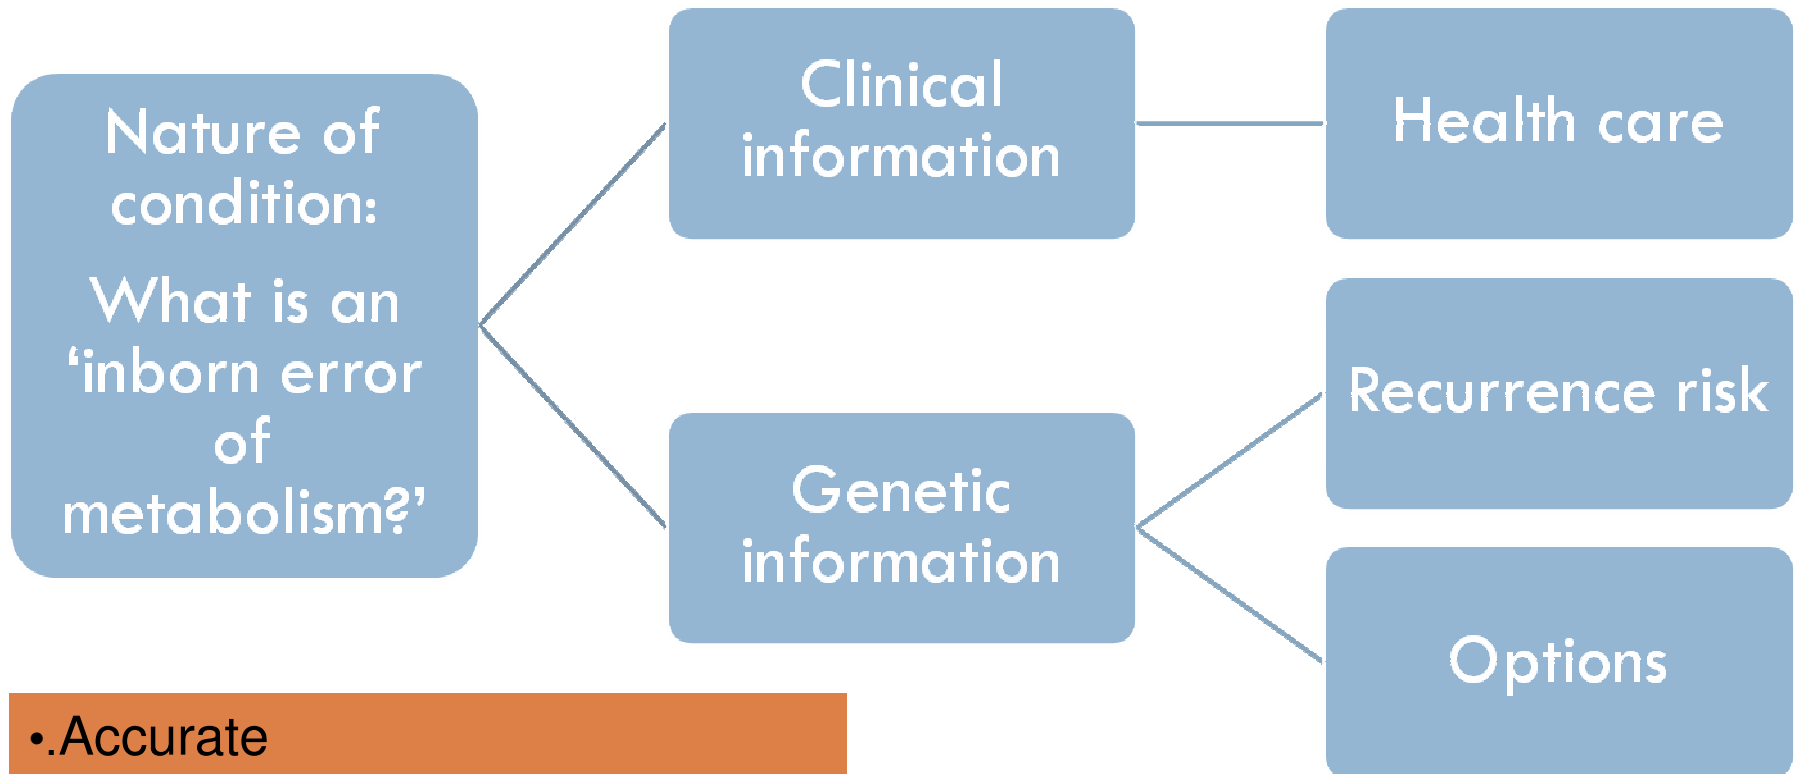 Nature of
condition:
What is an
‘inborn error
of
metabolism?’
Clinical
information
Genetic
information
Health care
Recurrence risk
Options
•.Accurate